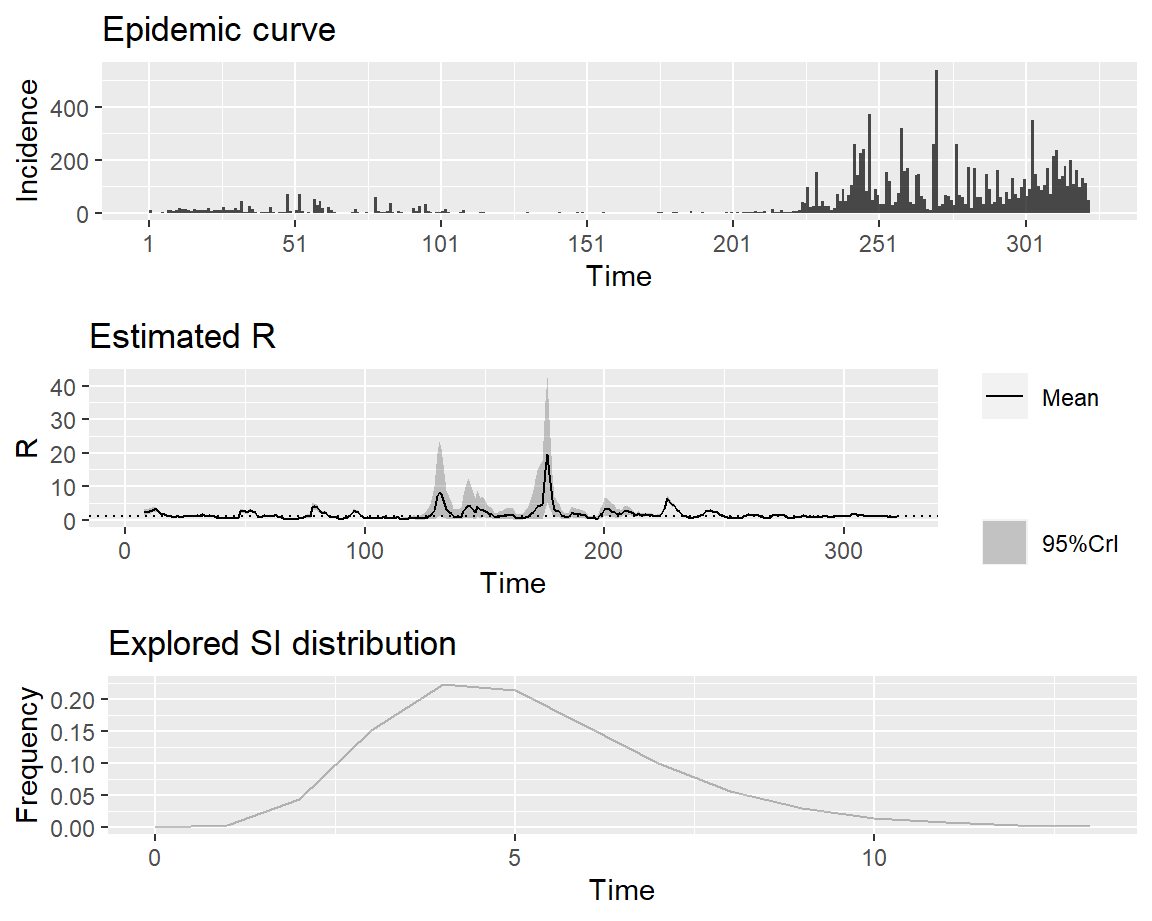 Epidemic curve
Incidence
400
200
0
1 51 101 151 201 251 301
Time
Estimated R
R
40
30
20
10
0
0 100 200 300
Time
Mean
95%CrI
Explored SI distribution
Frequency
0.20
0.15
0.10
0.05
0.00
0 5 10
Time